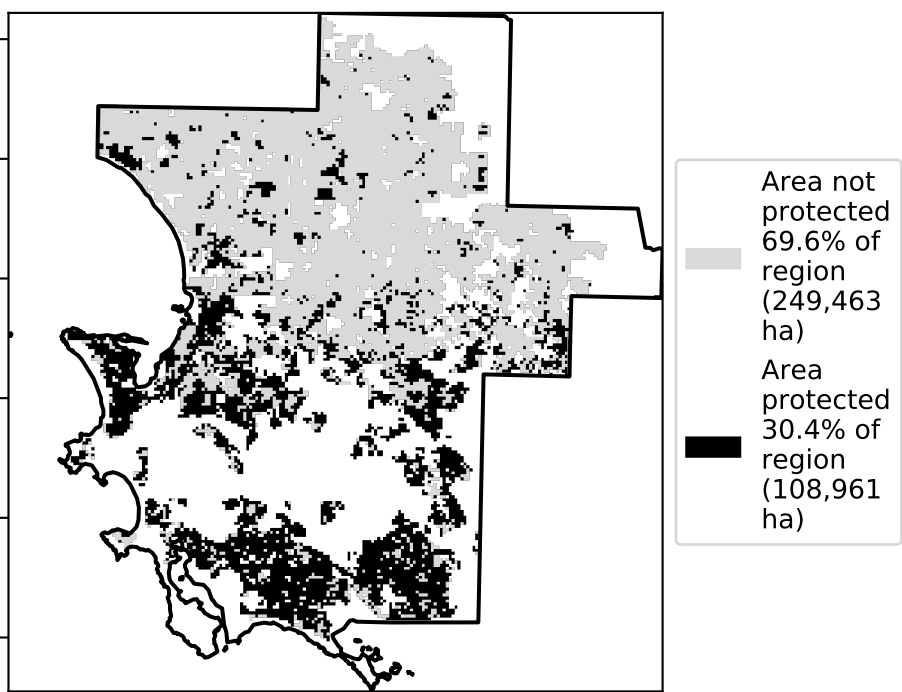 Area not
protected
69.6% of
region
(249,463
ha)
Area
protected
30.4% of
region
(108,961
ha)